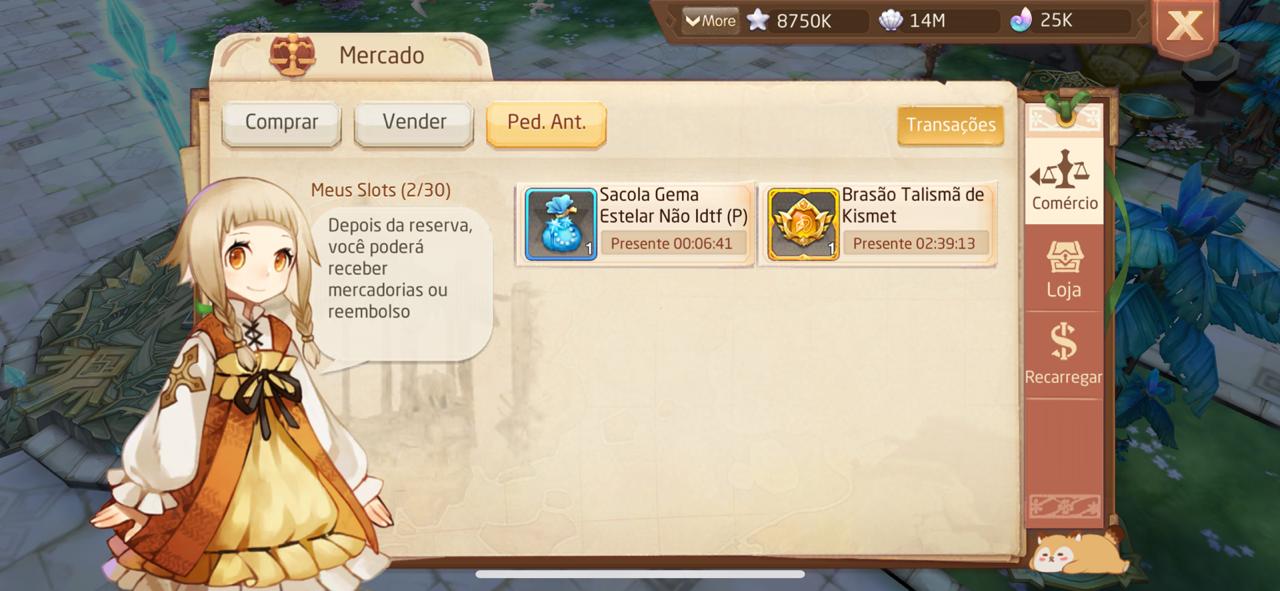 More
8750K
14M
25K
X
Mercado
Comprar
Vender
Ped. Ant.
Transações
Meus Slots (2/30)
Depois da reserva,
você poderá
receber
mercadorias ou
reembolso
Sacola Gema
Estelar Não Idtf (P)
1
Presente 00:06:41
Brasão Talismã de
Kismet
1
Presente 02:39:13
Comércio
Loja
Recarregar